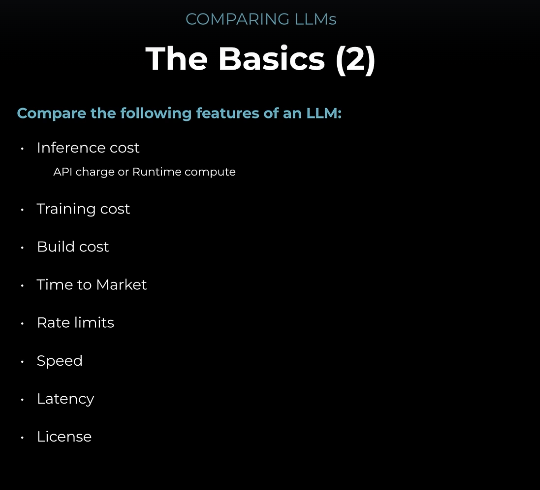 COMPARING LLMs
The Basics (2)
Compare the following features of an LLM:
• Inference cost
API charge or Runtime compute
• Training cost
• Build cost
• Time to Market
• Rate limits
• Speed
• Latency
• License